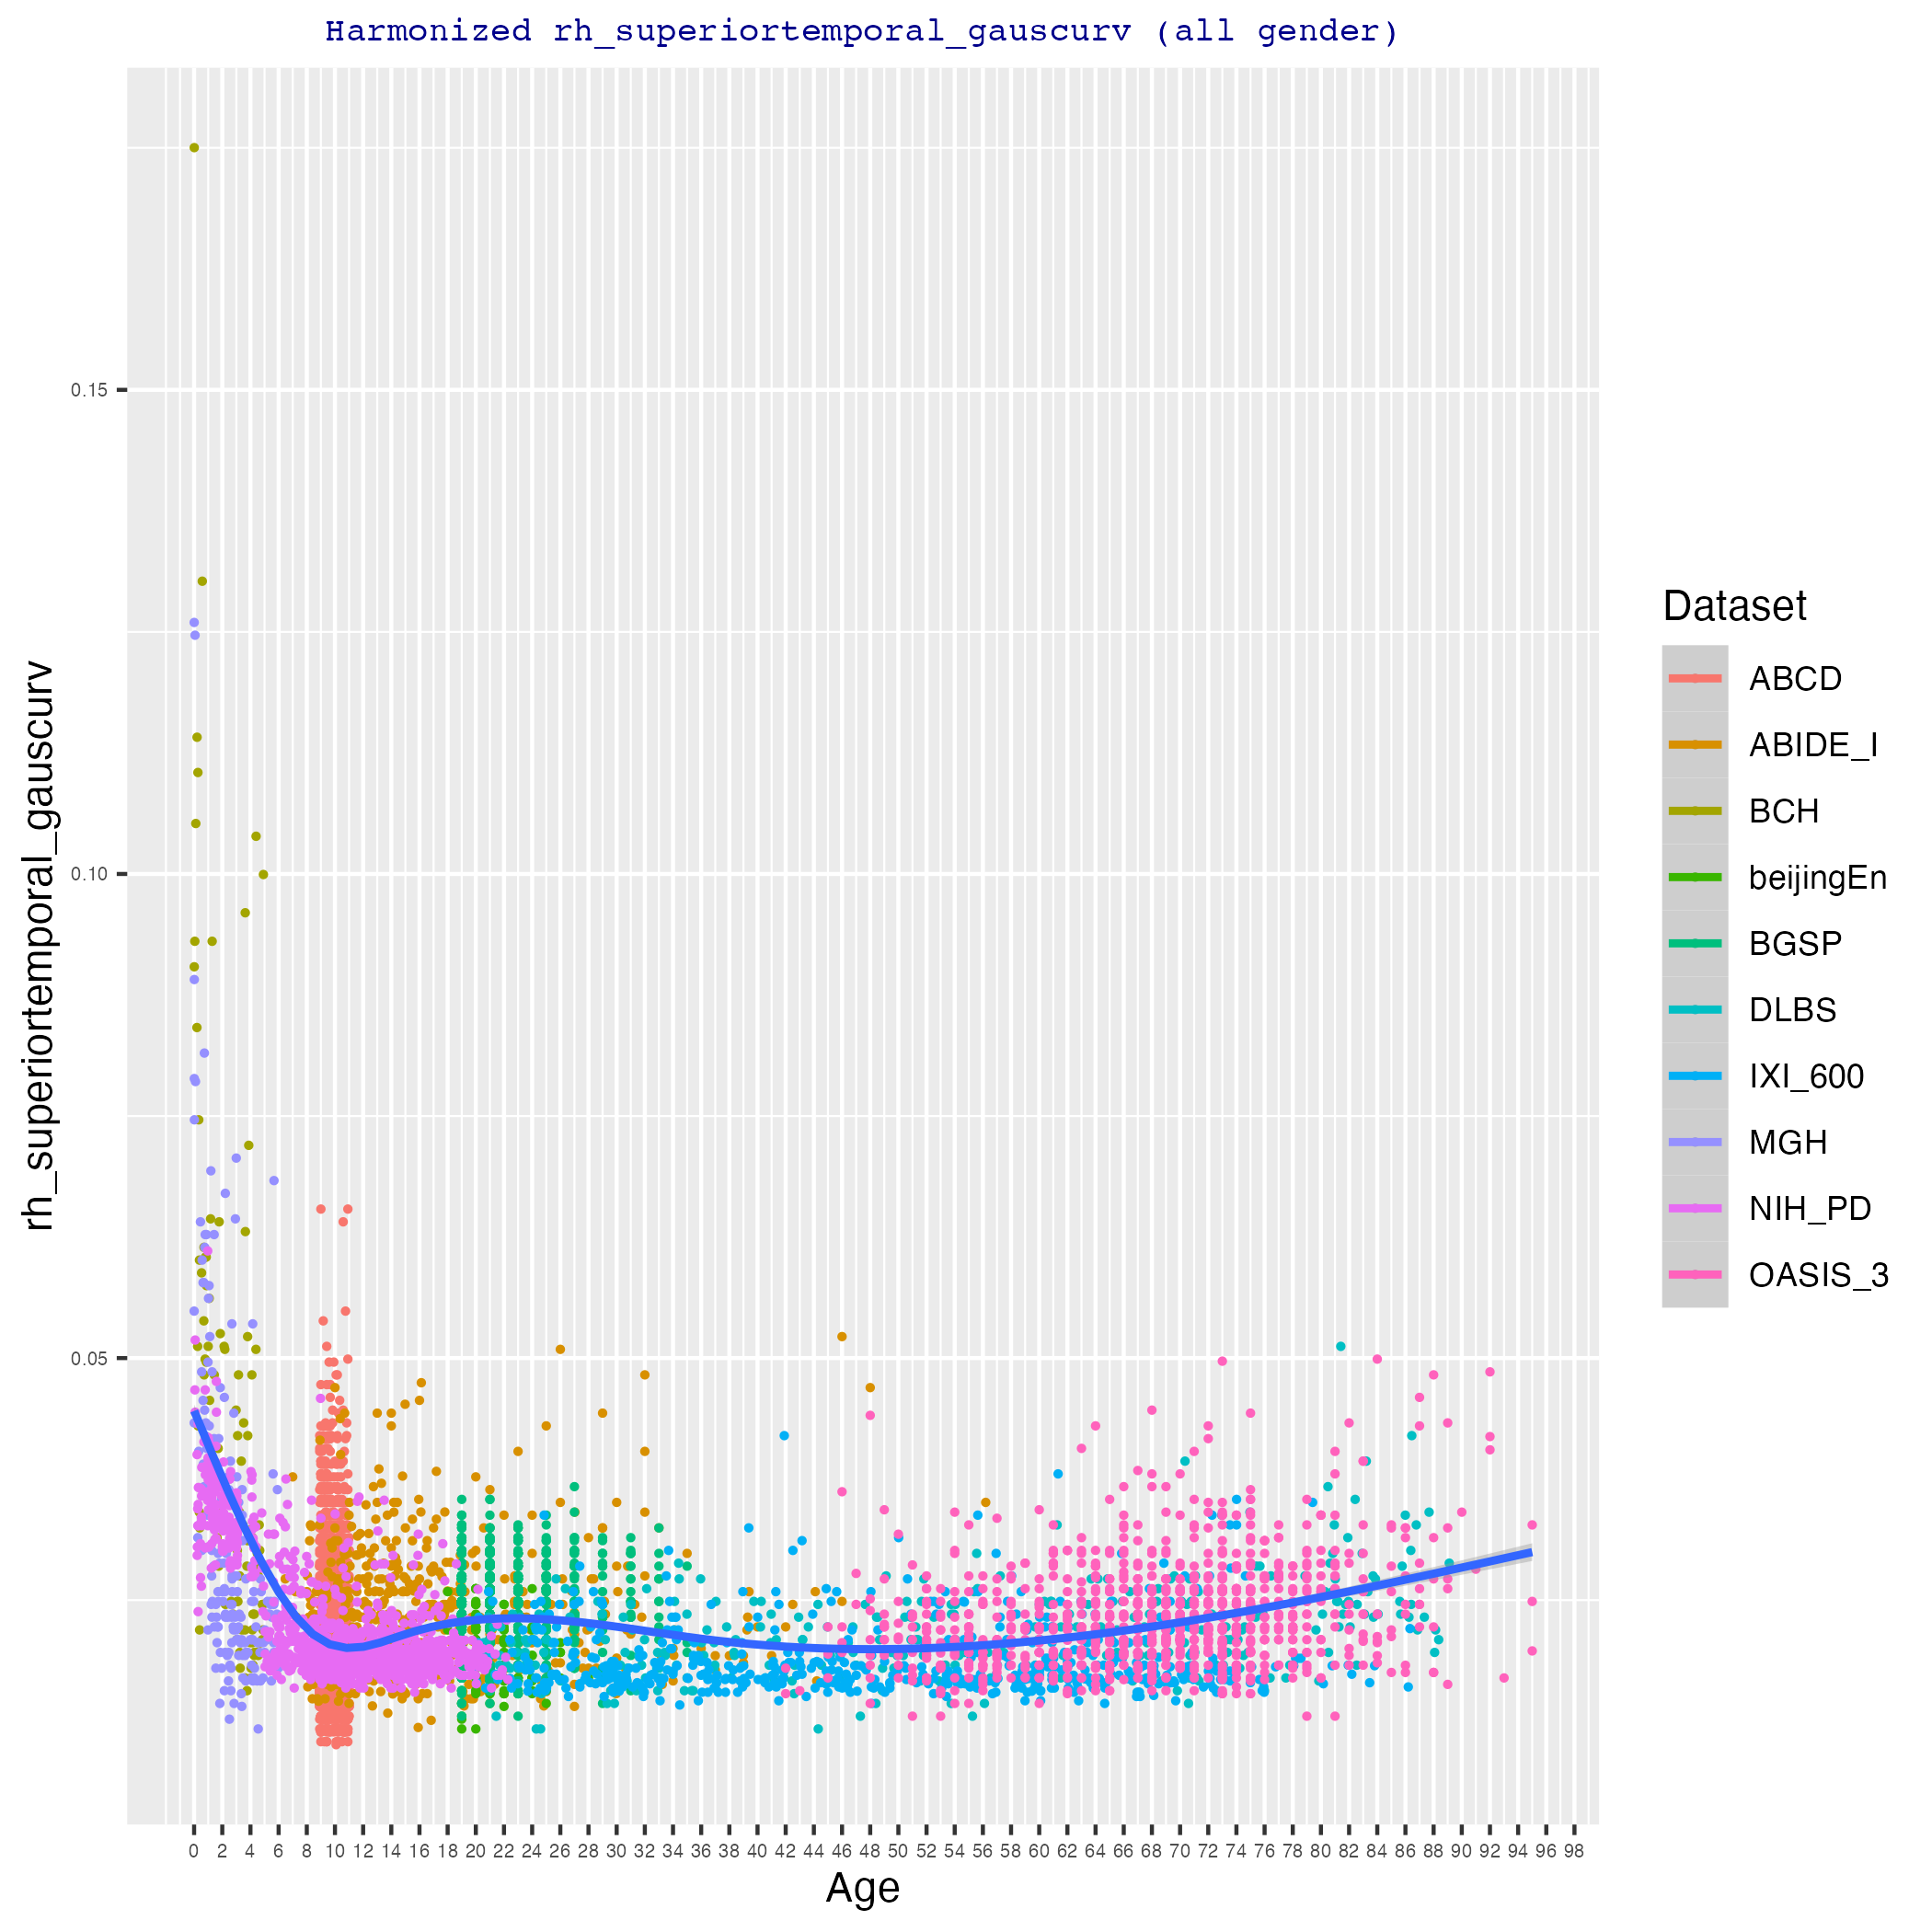 Harmonized rh_superiortemporal_gauscurv (all gender)
rh_superiortemporal_gauscurv
0.15
0.10
0.05
0 2 4 6 8 10 12 14 16 18 20 22 24 26 28 30 32 34 36 38 40 42 44 46 48 50 52 54 56 58 60 62 64 66 68 70 72 74 76 78 80 82 84 86 88 90 92 94 96 98
Age
Dataset
ABCD
ABIDE_I
BCH
beijingEn
BGSP
DLBS
IXI_600
MGH
NIH_PD
OASIS_3